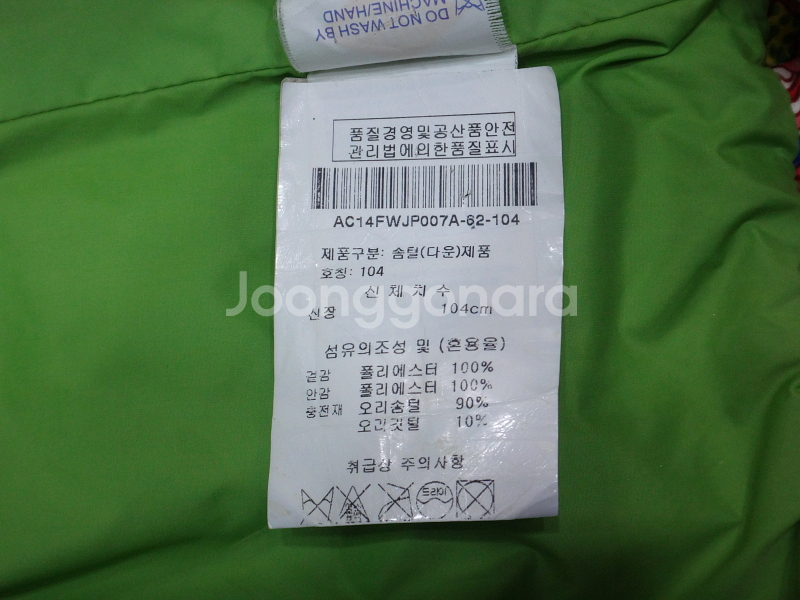 DO NOT WASH BY
MACHINE/HAND
품질경영및공산품안전
관리법에의한품질표시
AC14FWJP007A-62-104
제품구분: 솜털(다운)제품
호칭: 104
신체치수
신장 104cm
Joonggonara
섬유의조성 및 (혼용율)
겉감 폴리에스터 100%
안감 폴리에스터 100%
충전재 오리솜털 90%
오리깃털 10%
취급상 주의사항
드라이